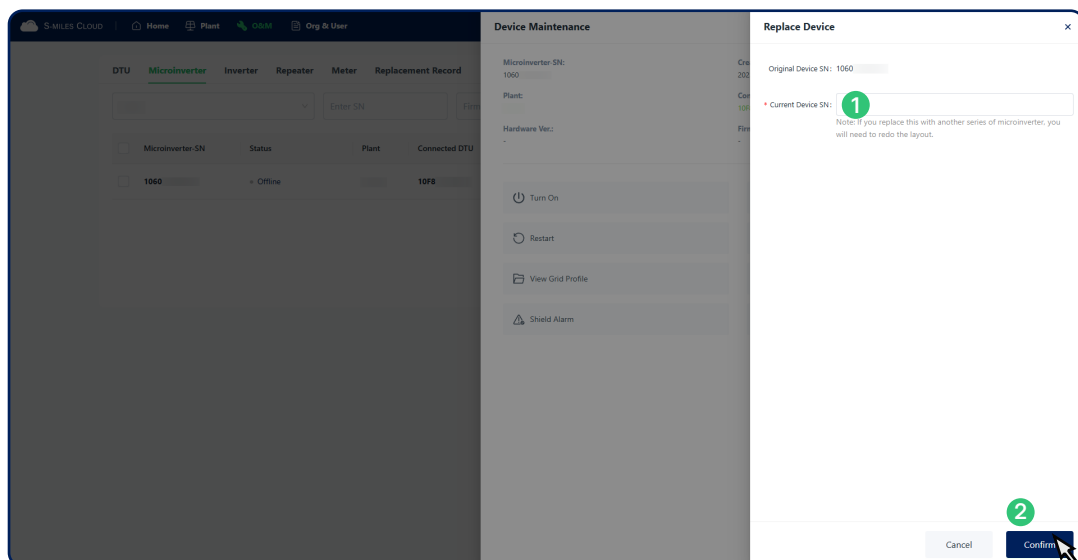 S-MILES CLOUD Home Plant O&M Org & User
DTU Microinverter Inverter Repeater Meter Replacement Record
Enter SN Firm
Microinverter-SN Status Plant Connected DTU
1060 Offline 10F8
Device Maintenance
Microinverter-SN:
1060
Plant:
Hardware Ver.:
-
Turn On
Restart
View Grid Profile
Shield Alarm
Replace Device
Original Device SN: 1060
* Current Device SN: 1
Note: If you replace this with another series of microinverter, you
will need to redo the layout.
2
Cancel Confirm